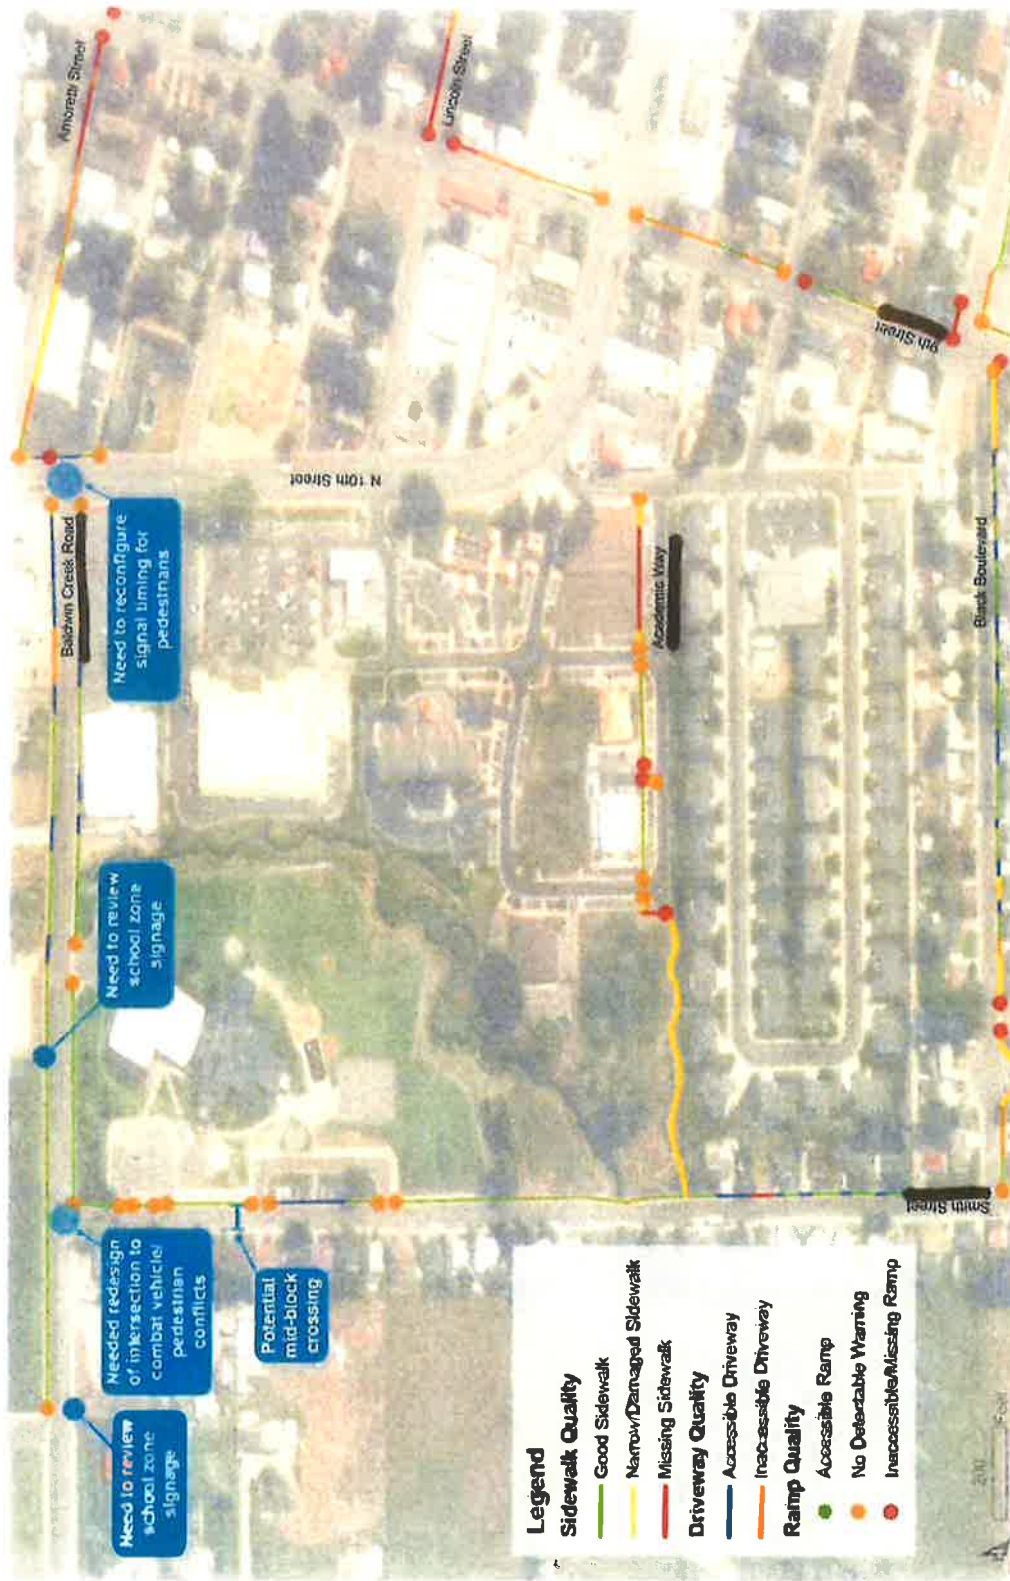 Amoretti Street
Lincoln Street
Baldwin Creek Road
N 10th Street
9th Street
Academic Way
Black Boulevard
Smith Street
Need to reconfigure
signal timing for
pedestrians
Need to review
school zone
signage
Needed redesign
of intersection to
combat vehicle/
pedestrian
conflicts
Potential
mid-block
crossing
Need to review
school zone
signage
Legend
Sidewalk Quality
Good Sidewalk
Narrow/Damaged Sidewalk
Missing Sidewalk
Driveway Quality
Accessible Driveway
Inaccessible Driveway
Ramp Quality
Accessible Ramp
No Detectable Warning
Inaccessible/Missing Ramp